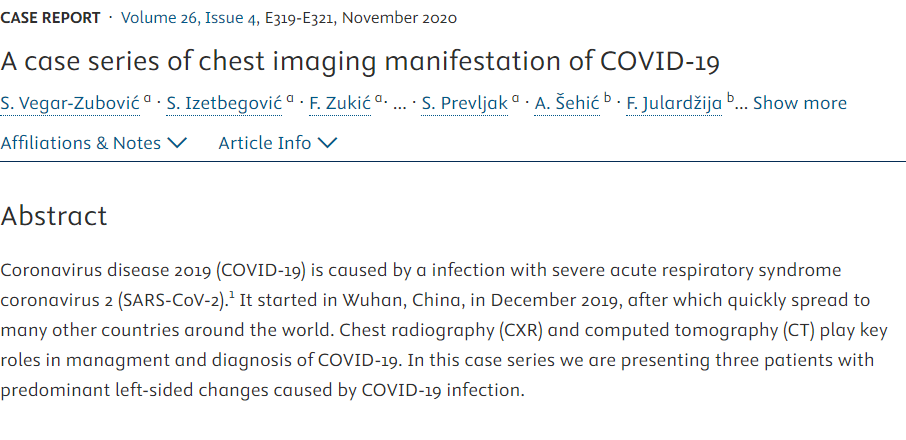 CASE REPORT · Volume 26, Issue 4, E319-E321, November 2020
A case series of chest imaging manifestation of COVID-19
S. Vegar-Zubović a · S. Izetbegović a · F. Zukić a· ... · S. Prevljak a · A. Šehić b · F. Julardžija b... Show more
Affiliations & Notes Article Info
Abstract
Coronavirus disease 2019 (COVID-19) is caused by a infection with severe acute respiratory syndrome
coronavirus 2 (SARS-CoV-2).1 It started in Wuhan, China, in December 2019, after which quickly spread to
many other countries around the world. Chest radiography (CXR) and computed tomography (CT) play key
roles in managment and diagnosis of COVID-19. In this case series we are presenting three patients with
predominant left-sided changes caused by COVID-19 infection.